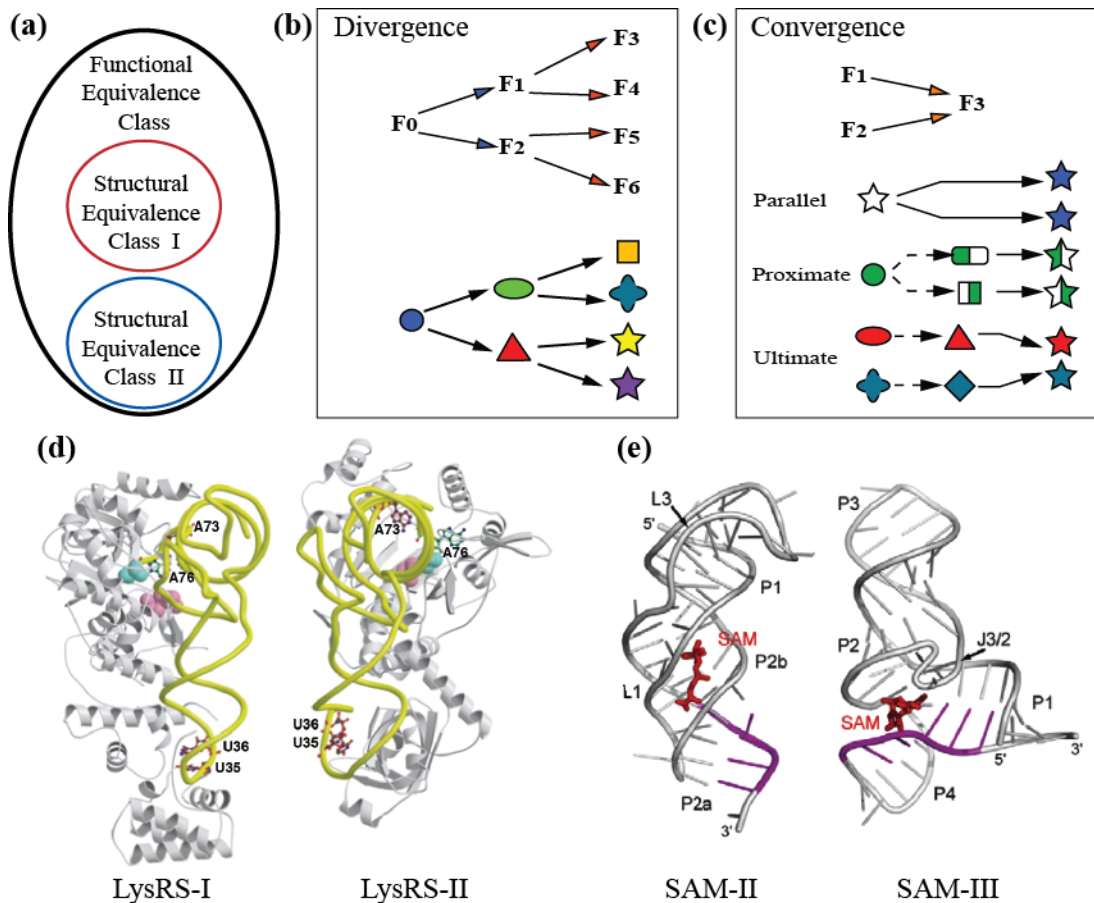 (a)
Functional
Equivalence
Class
Structural
Equivalence
Class I
Structural
Equivalence
Class II
(b)
Divergence
F0
F1
F2
F3
F4
F5
F6
(c)
Convergence
F1
F2
F3
Parallel
Proximate
Ultimate
(d)
A73
A76
U36
U35
LysRS-I
A73
A76
U36
U35
LysRS-II
(e)
L3
5'
P1
SAM
P2b
L1
P2a
3'
SAM-II
P3
P2
J3/2
SAM
P1
5'
3'
P4
SAM-III